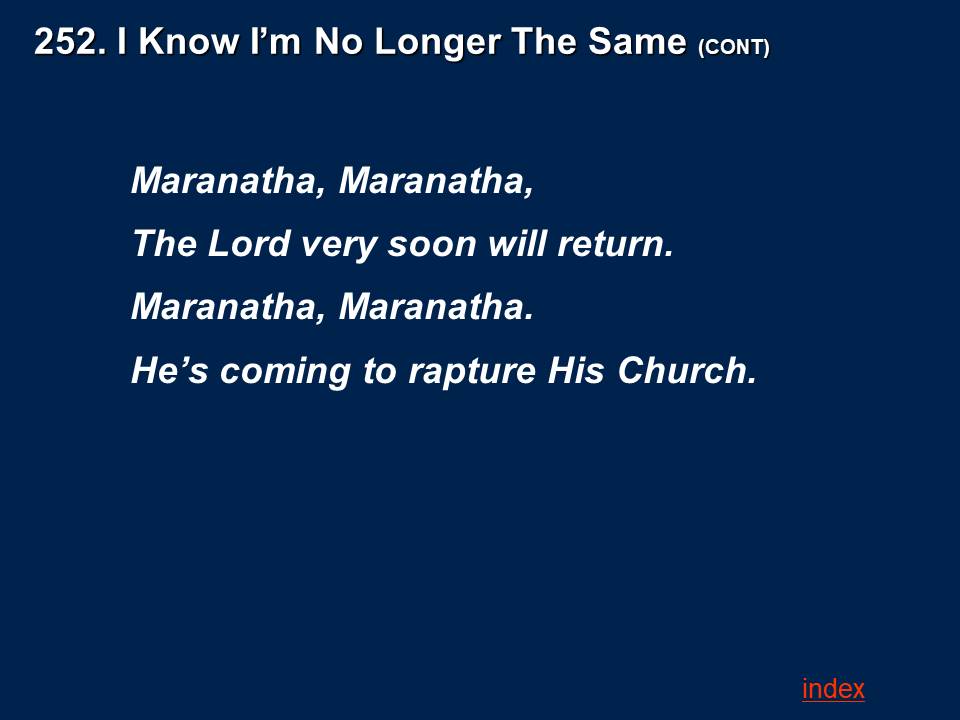 252. I Know I’m No Longer The Same (CONT)
Maranatha, Maranatha,
The Lord very soon will return.
Maranatha, Maranatha.
He’s coming to rapture His Church.
index